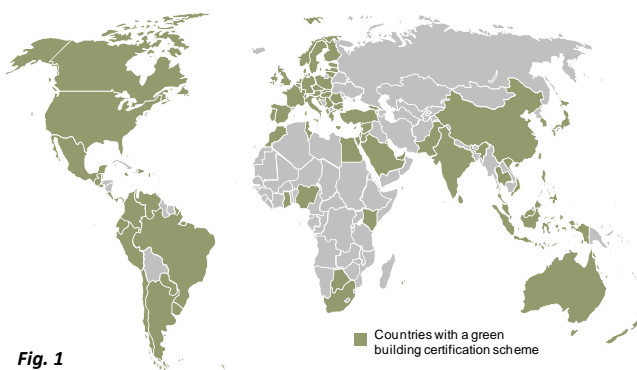 Countries with a green
building certification scheme
Fig. 1